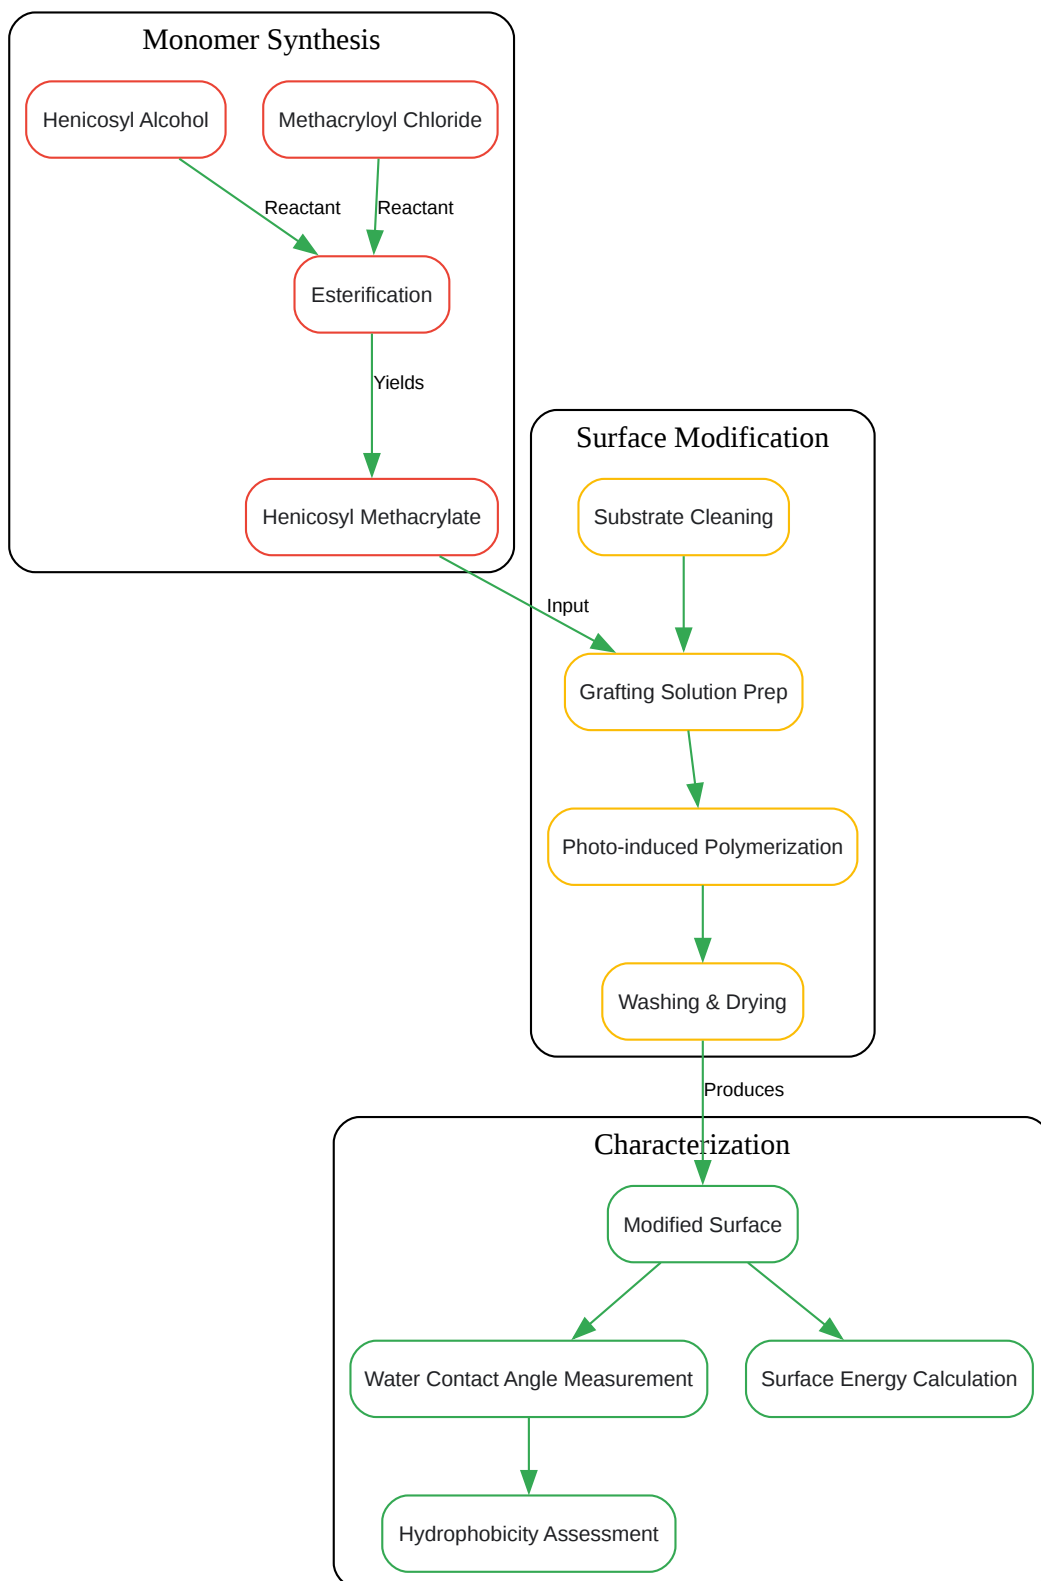 Monomer Synthesis
Henicosyl Alcohol
Methacryloyl Chloride
Reactant
Reactant
Esterification
Yields
Henicosyl Methacrylate
Surface Modification
Substrate Cleaning
Input
Grafting Solution Prep
Photo-induced Polymerization
Washing & Drying
Produces
Characterization
Modified Surface
Water Contact Angle Measurement
Surface Energy Calculation
Hydrophobicity Assessment